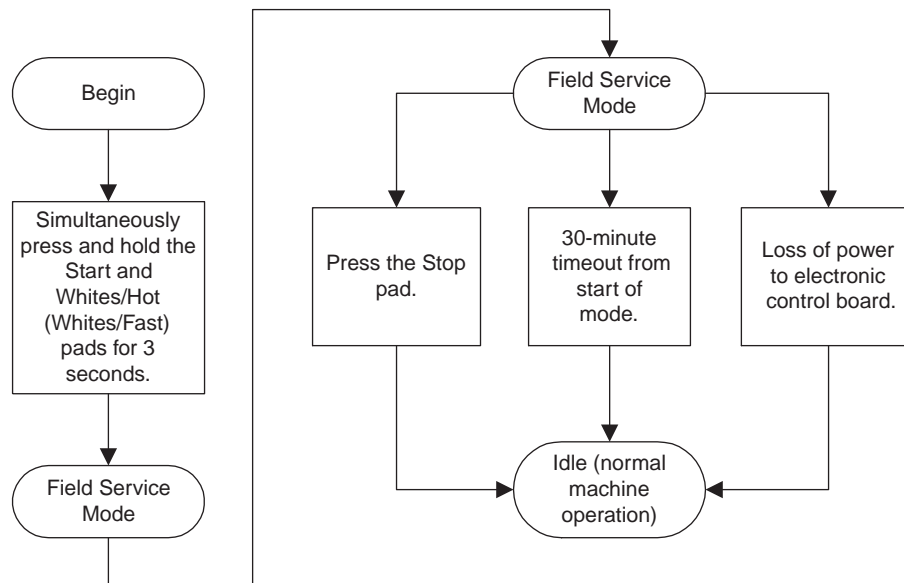 Begin
Simultaneously
press and hold the
Start and
Whites/Hot
(Whites/Fast)
pads for 3
seconds.
Field Service
Mode
Field Service
Mode
Press the Stop
pad.
30-minute
timeout from
start of
mode.
Loss of power
to electronic
control board.
Idle (normal
machine
operation)